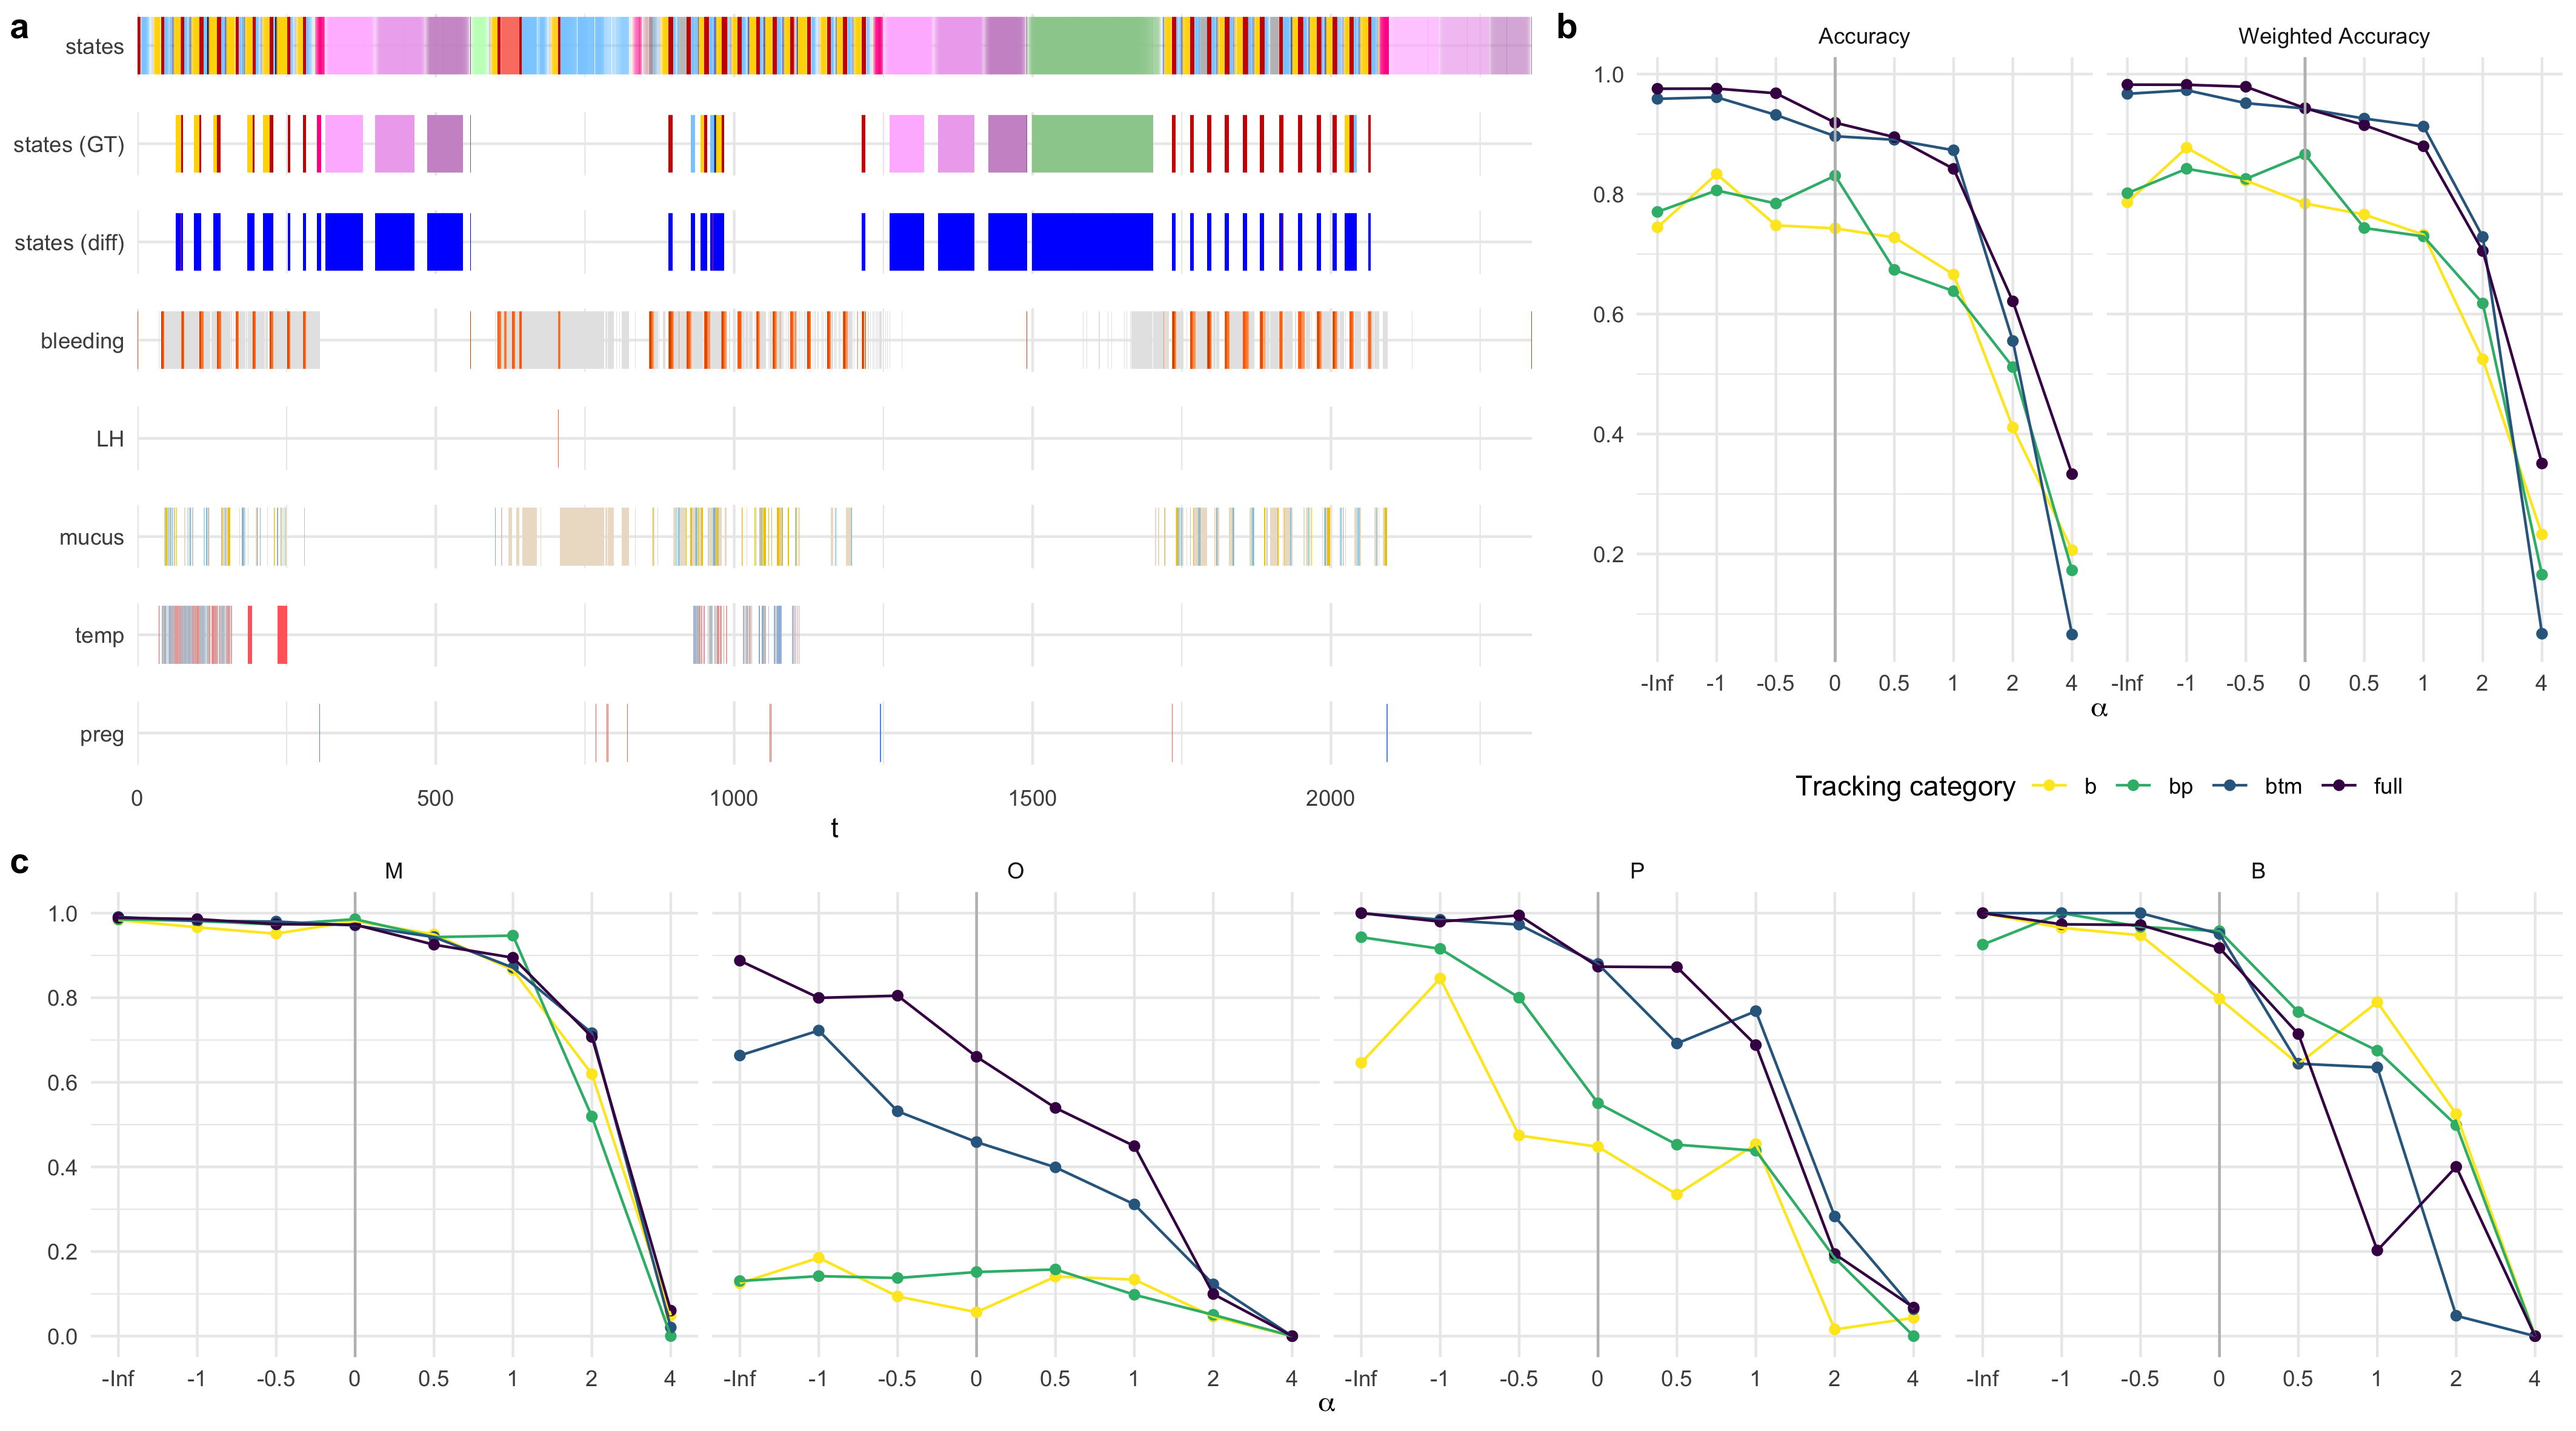 a
states
states (GT)
states (diff)
bleeding
LH
mucus
temp
preg
0 500 1000 1500 2000
t
b
Accuracy Weighted Accuracy
1.0
0.8
0.6
0.4
0.2
-Inf -1 -0.5 0 0.5 1 2 4 -Inf -1 -0.5 0 0.5 1 2 4
α
Tracking category b bp btm full
c
M O P B
1.0
0.8
0.6
0.4
0.2
0.0
-Inf -1 -0.5 0 0.5 1 2 4 -Inf -1 -0.5 0 0.5 1 2 4 -Inf -1 -0.5 0 0.5 1 2 4 -Inf -1 -0.5 0 0.5 1 2 4
α